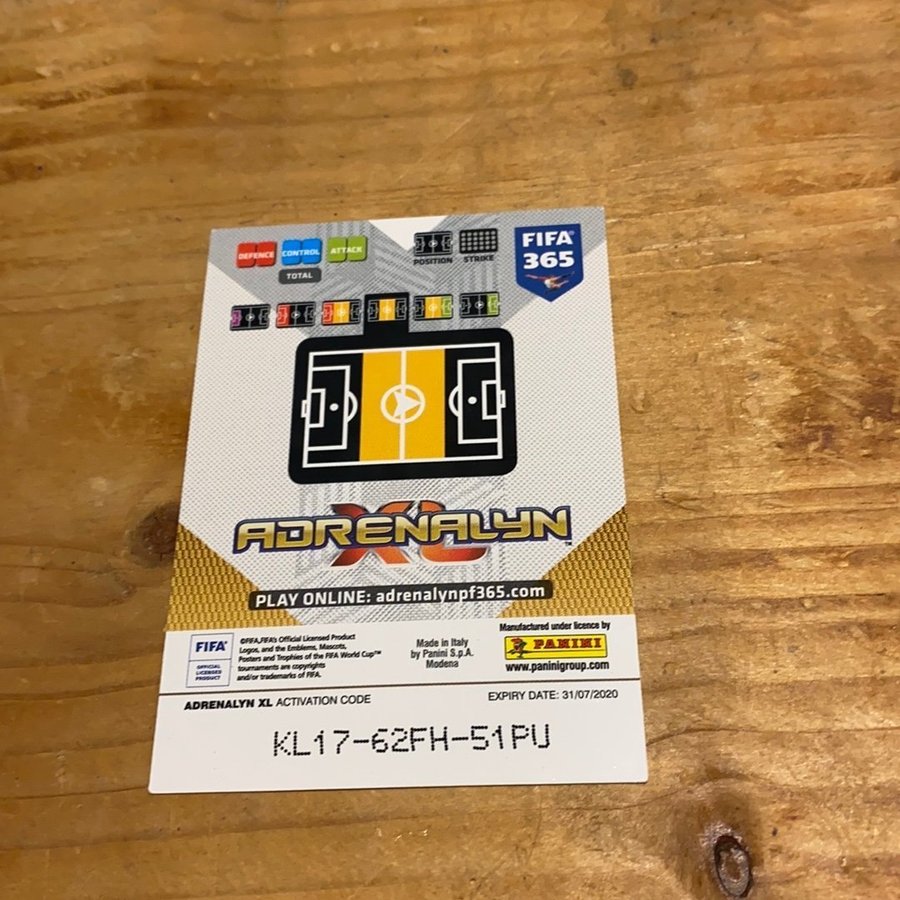 DEFENCE CONTROL ATTACK
TOTAL
POSITION STRIKE
FIFA®
365
ADRENALYN™
XL
PLAY ONLINE: adrenalynpf365.com
FIFA®
OFFICIAL
LICENSED
PRODUCT
©FIFA,FIFA's Official Licensed Product
Logos, and the Emblems, Mascots,
Posters and Trophies of the FIFA World Cup™
tournaments are copyrights
and/or trademarks of FIFA.
Made in Italy
by Panini S.p.A.
Modena
Manufactured under licence by
PANINI
www.paninigroup.com
ADRENALYN XL ACTIVATION CODE
EXPIRY DATE: 31/07/2020
KL17-62FH-51PU